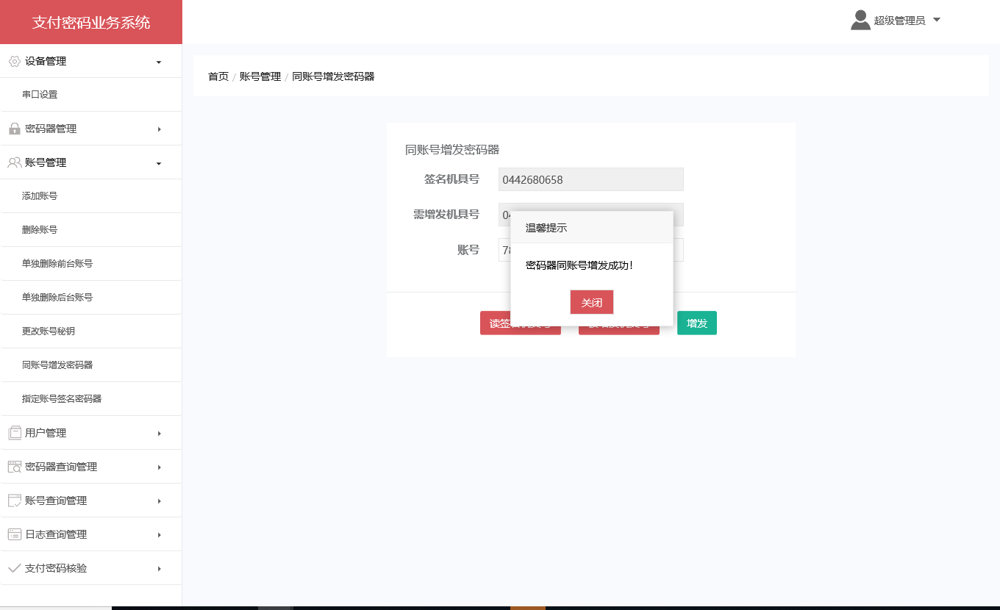 支付密码业务系统
超级管理员
设备管理
串口设置
密码器管理
账号管理
添加账号
删除账号
单独删除前台账号
单独删除后台账号
更改账号秘钥
同账号增发密码器
指定账号签名密码器
用户管理
密码器查询管理
账号查询管理
日志查询管理
支付密码核验
首页 / 账号管理 / 同账号增发密码器
同账号增发密码器
签名机具号 0442680658
需增发机具号 04
账号 78
温馨提示
密码器同账号增发成功!
关闭
读签
增发